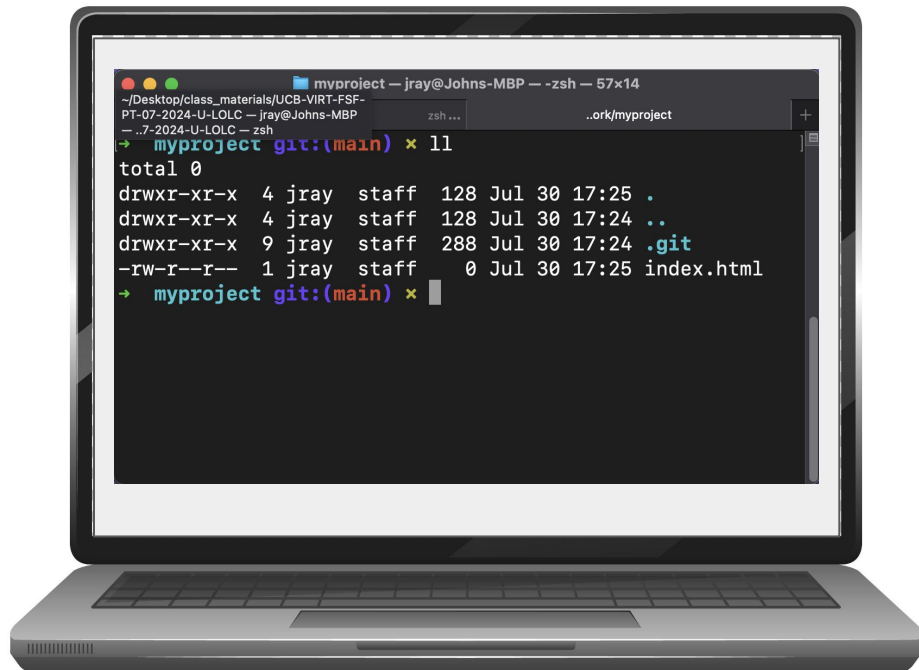 myproject — jray@Johns-MBP — -zsh — 57×14
~/Desktop/class_materials/UCB-VIRT-FSF-
PT-07-2024-U-LOLC — jray@Johns-MBP
— ..7-2024-U-LOLC — zsh
zsh ...
..ork/myproject
+
[→ myproject git:(main) × ll ]
total 0
drwxr-xr-x 4 jray staff 128 Jul 30 17:25 .
drwxr-xr-x 4 jray staff 128 Jul 30 17:24 ..
drwxr-xr-x 9 jray staff 288 Jul 30 17:24 .git
-rw-r--r-- 1 jray staff 0 Jul 30 17:25 index.html
→ myproject git:(main) ×